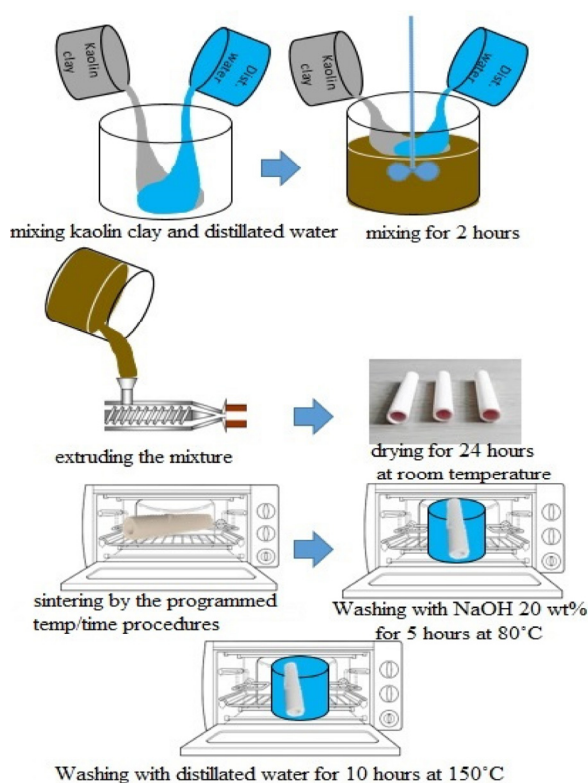 Kaolin
clay
Dist.
water
Kaolin
clay
Dist.
water
mixing kaolin clay and distillated water
mixing for 2 hours
extruding the mixture
drying for 24 hours
at room temperature
sintering by the programmed
temp/time procedures
Washing with NaOH 20 wt%
for 5 hours at 80˚C
Washing with distilled water for 10 hours at 150˚C